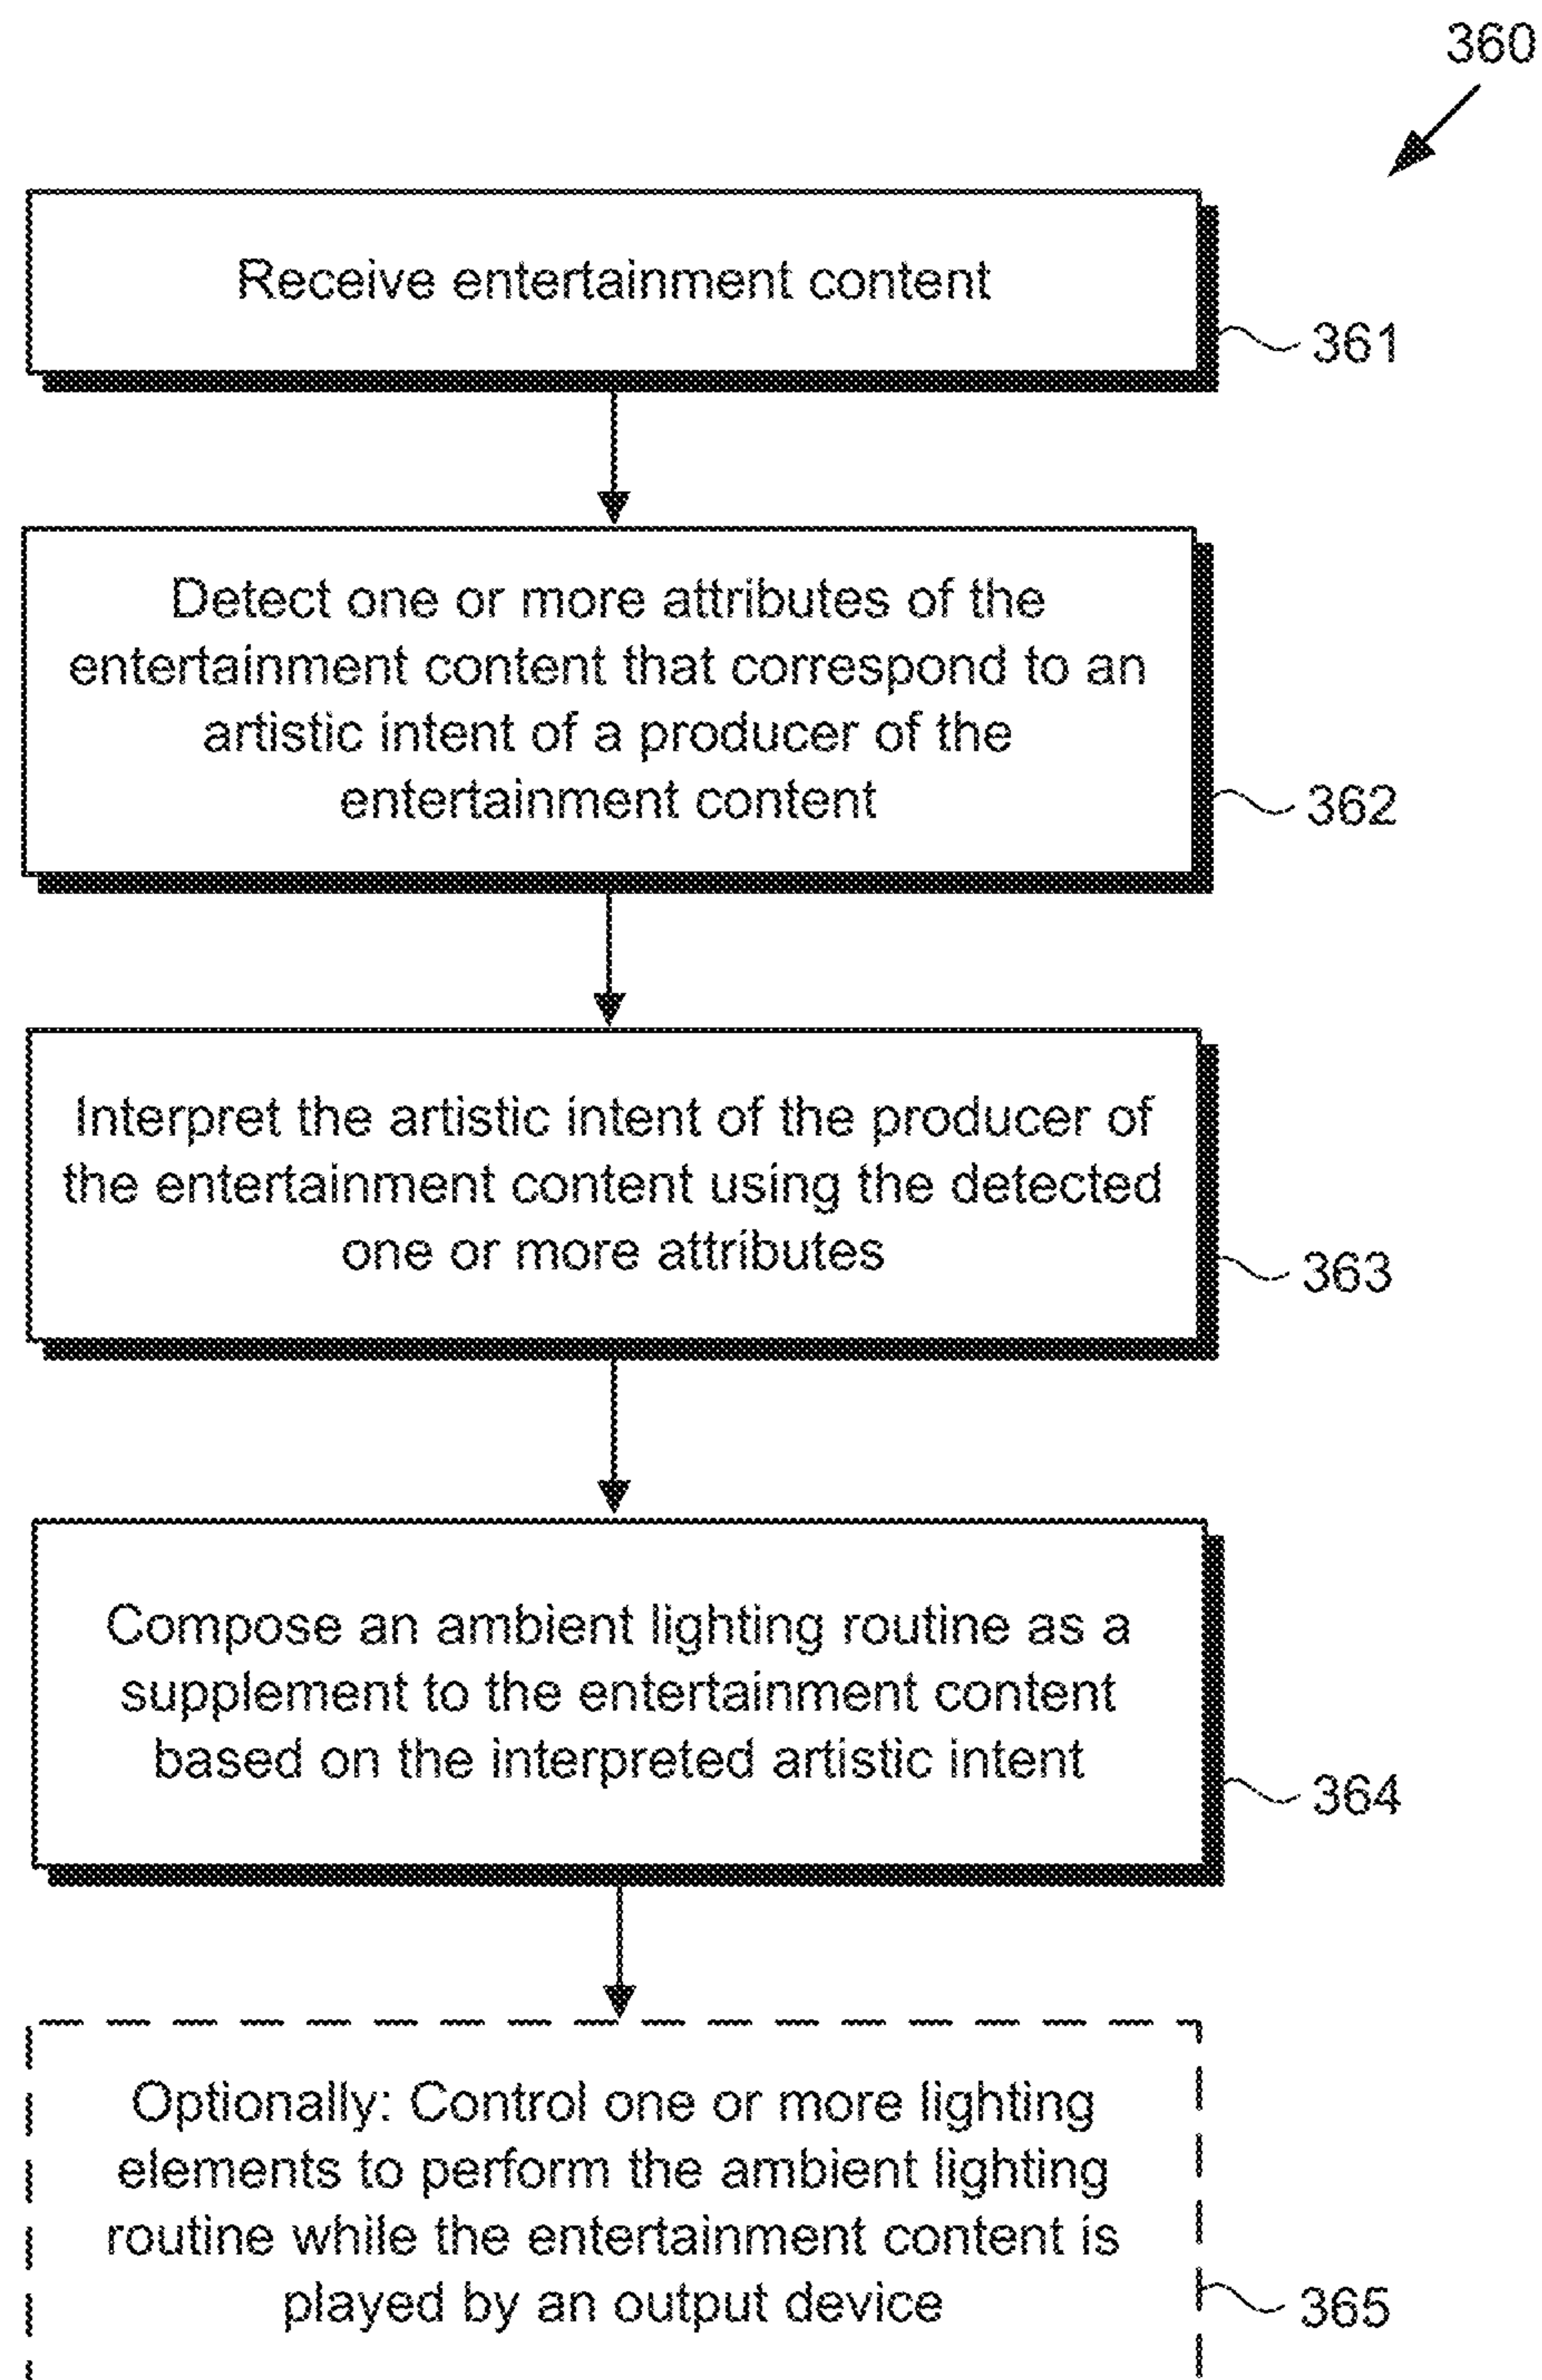 360
Receive entertainment content
361
Detect one or more attributes of the
entertainment content that correspond to an
artistic intent of a producer of the
entertainment content
362
Interpret the artistic intent of the producer of
the entertainment content using the detected
one or more attributes
363
Compose an ambient lighting routine as a
supplement to the entertainment content
based on the interpreted artistic intent
364
Optionally: Control one or more lighting
elements to perform the ambient lighting
routine while the entertainment content is
played by an output device
365